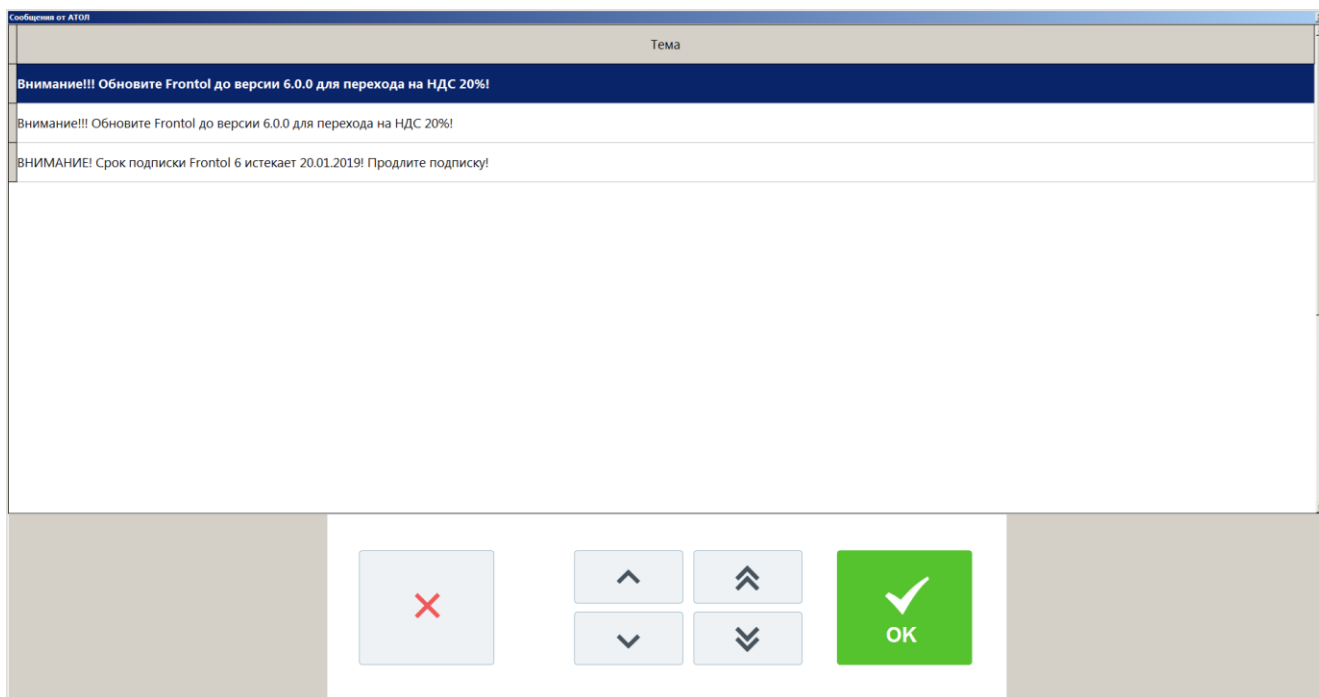 Сообщения от АТОЛ
Тема
Внимание!!! Обновите Frontol до версии 6.0.0 для перехода на НДС 20%!
Внимание!!! Обновите Frontol до версии 6.0.0 для перехода на НДС 20%!
ВНИМАНИЕ! Срок подписки Frontol 6 истекает 20.01.2019! Продлите подписку!
OK